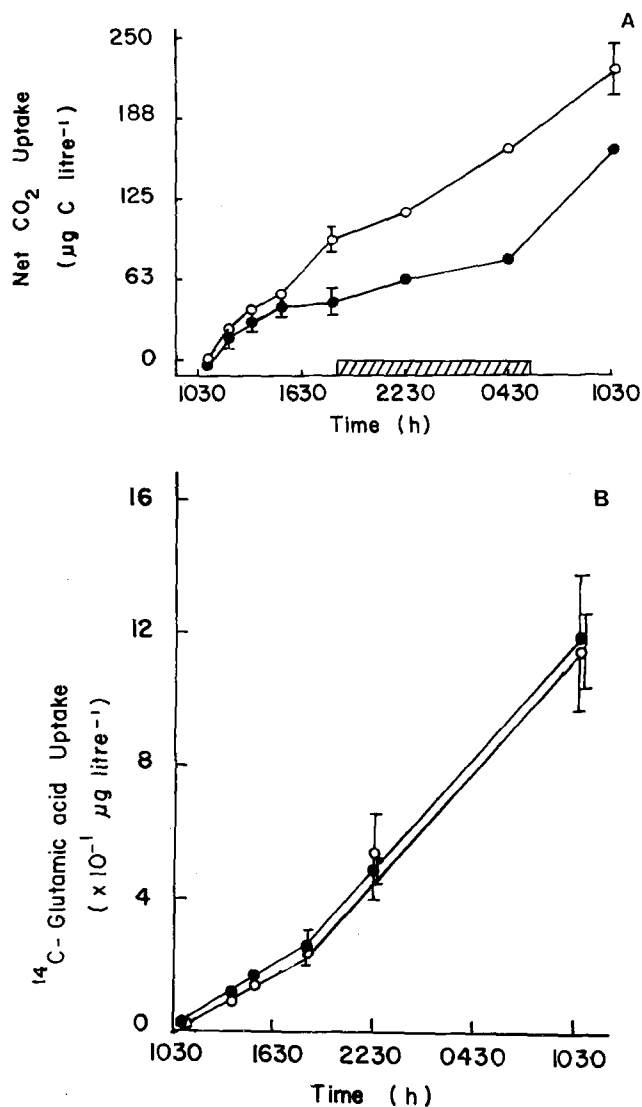 A
Net CO2 Uptake
(μg C litre-1)
250
188
125
63
0
1030 1630 2230 0430 1030
Time (h)
B
14C-Glutamic acid Uptake
(x 10-1 μg litre-1)
16
12
8
4
0
1030 1630 2230 0430 1030
Time (h)